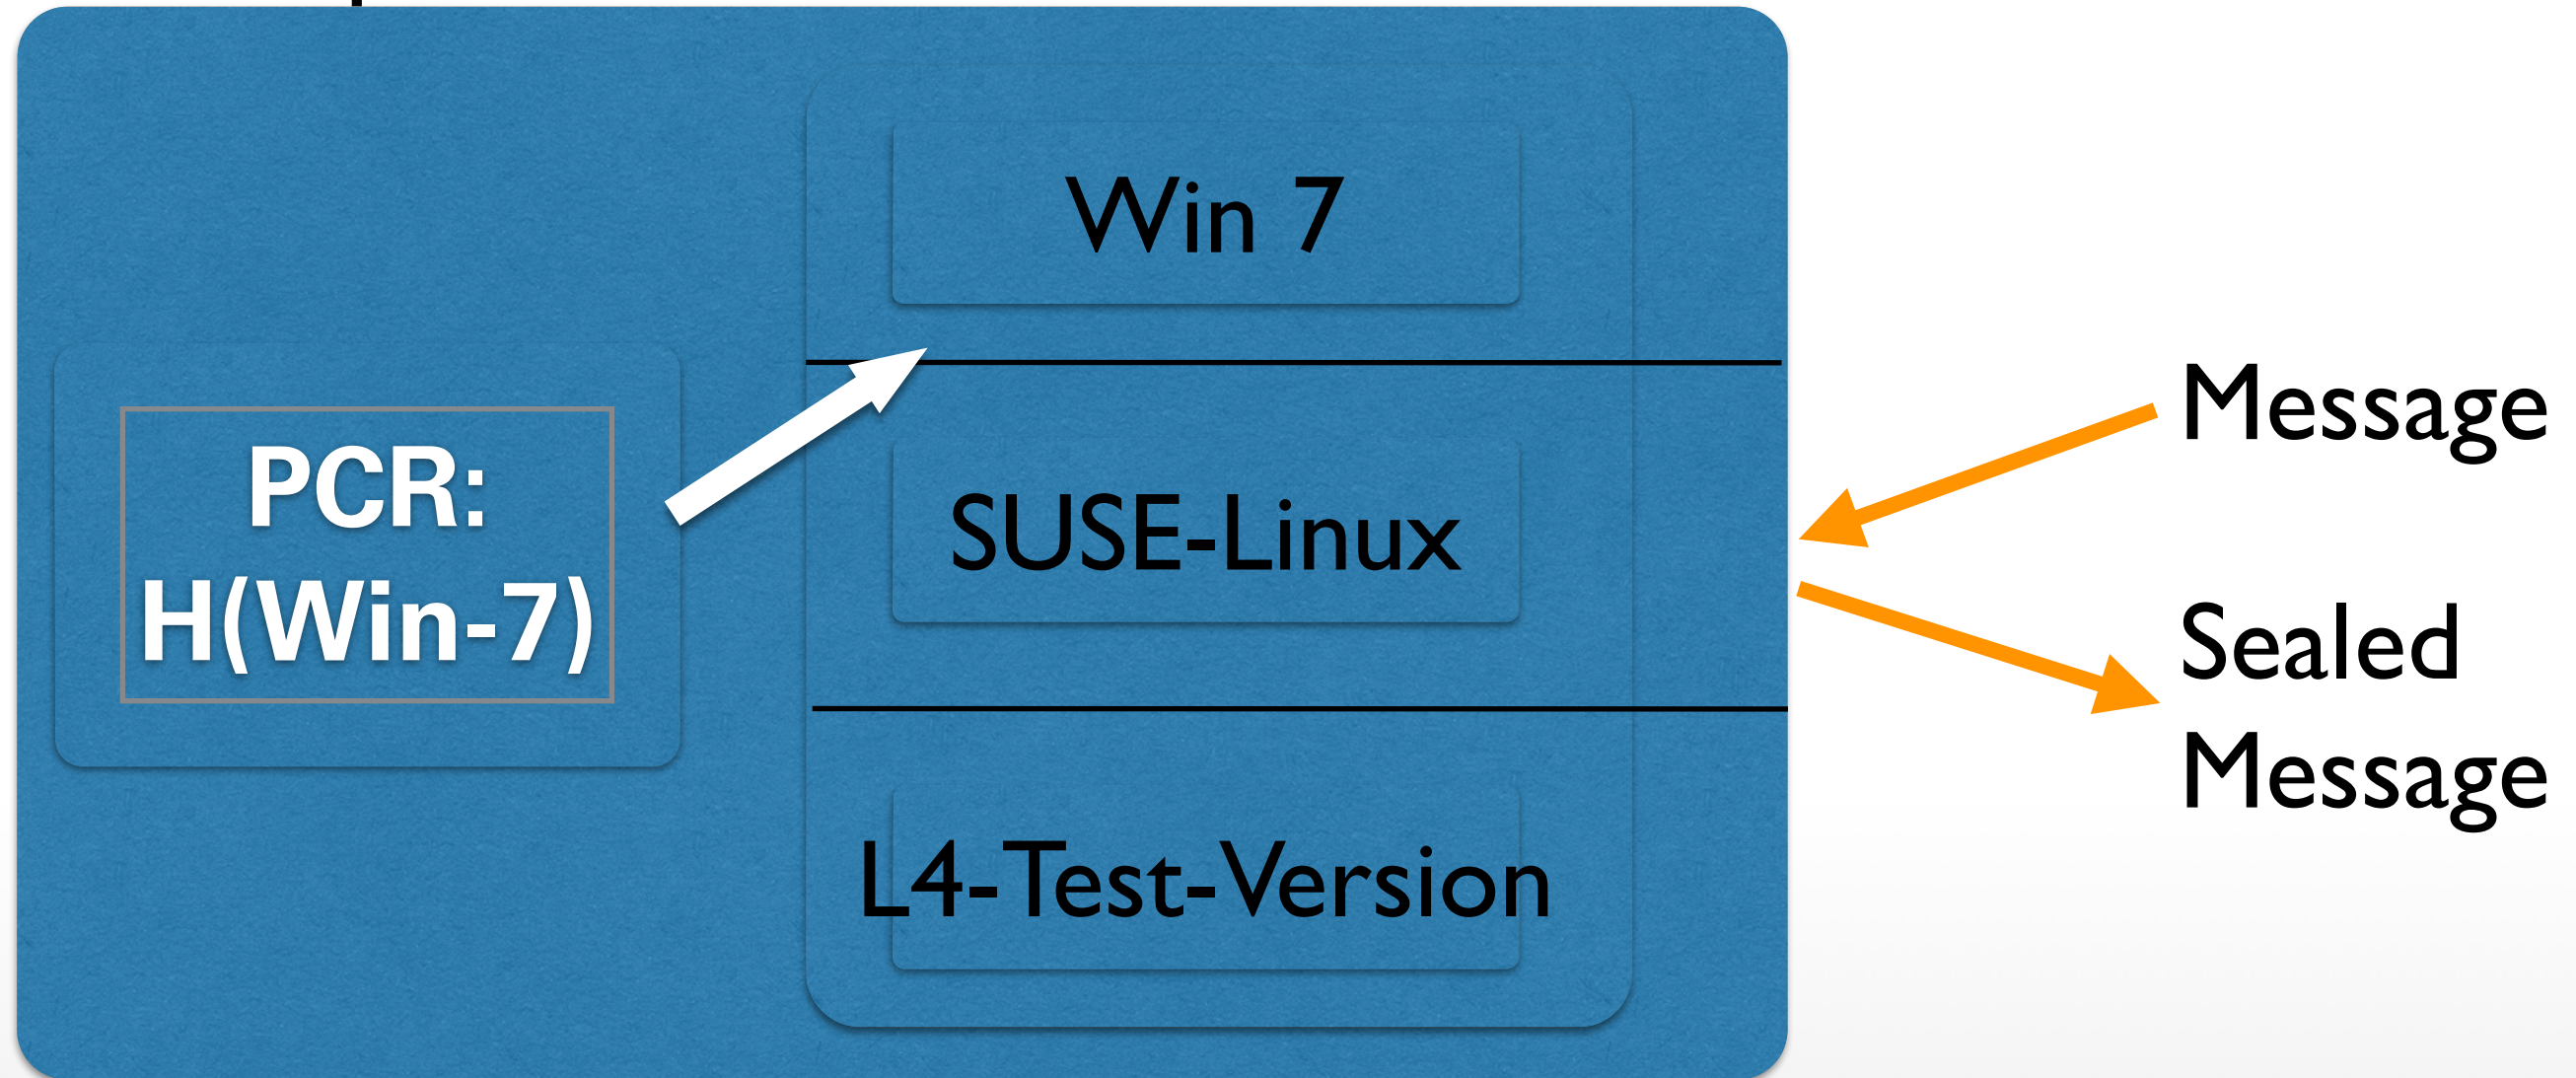 Win 7
PCR:
H(Win-7)
SUSE-Linux
L4-Test-Version
Message
Sealed
Message